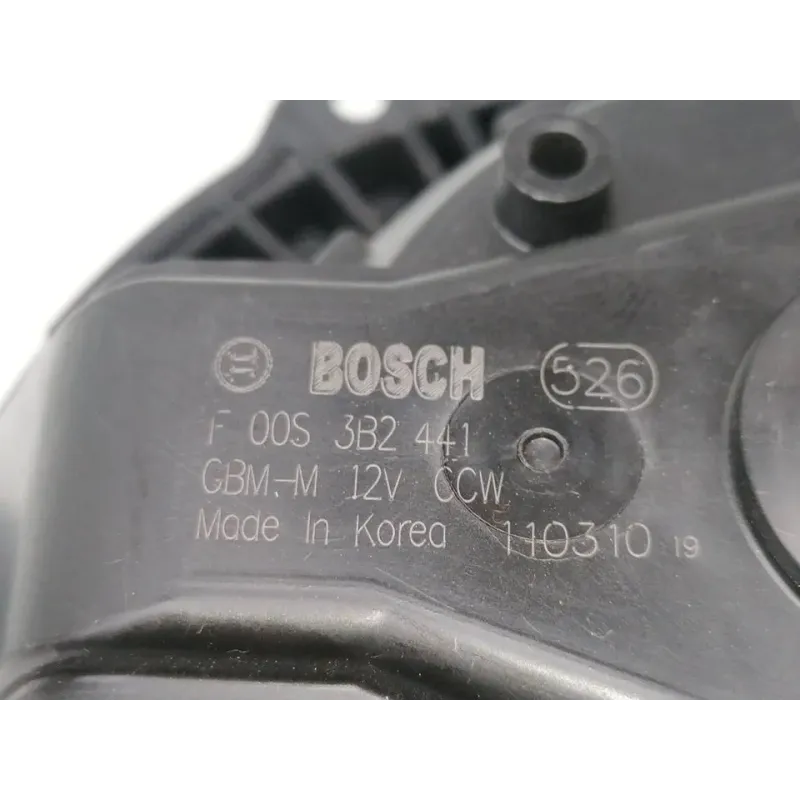 BOSCH 526
F 00S 3B2 441
GBM-M 12V CCW
Made In Korea 110310 19